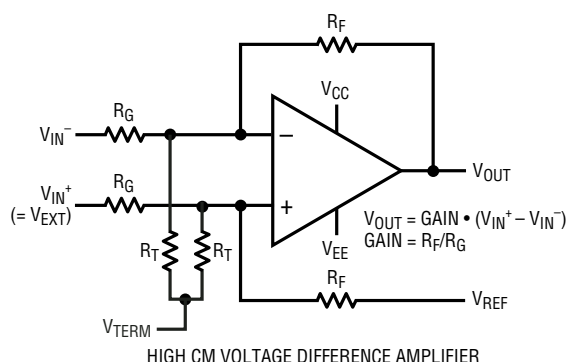 R_F
V_CC
R_G
V_IN⁻
−
V_OUT
V_IN⁺
R_G
(= V_EXT)
+
V_OUT = GAIN • (V_IN⁺ – V_IN⁻)
GAIN = R_F/R_G
V_EE
R_T
R_T
R_F
V_REF
V_TERM
HIGH CM VOLTAGE DIFFERENCE AMPLIFIER